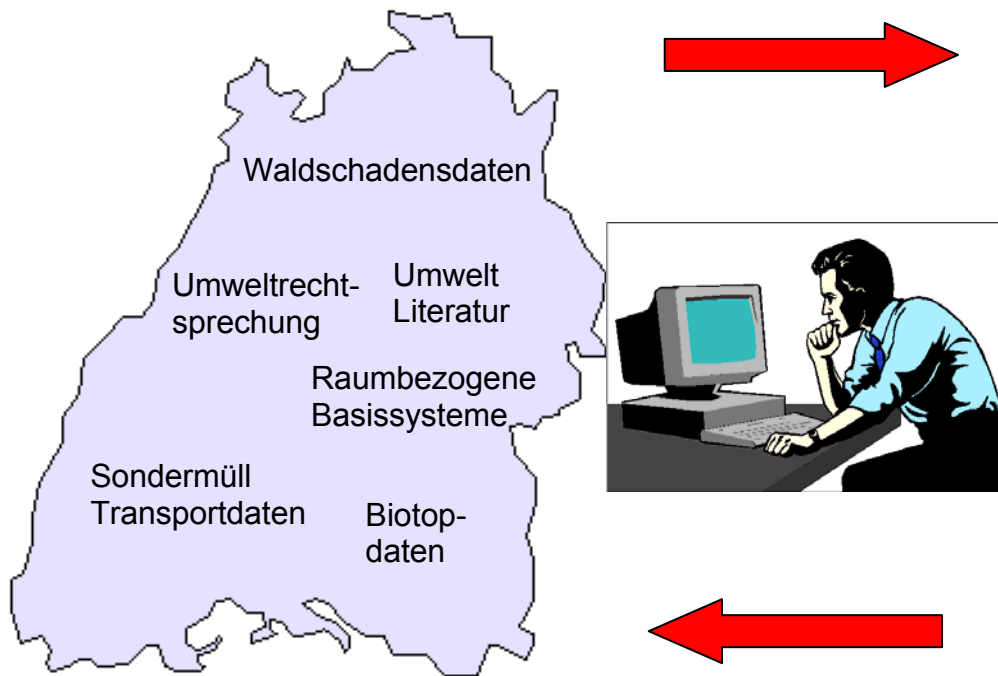 Waldschadensdaten
Umweltrecht-
sprechung
Umwelt
Literatur
Raumbezogene
Basissysteme
Sondermüll
Transportdaten
Biotop-
daten